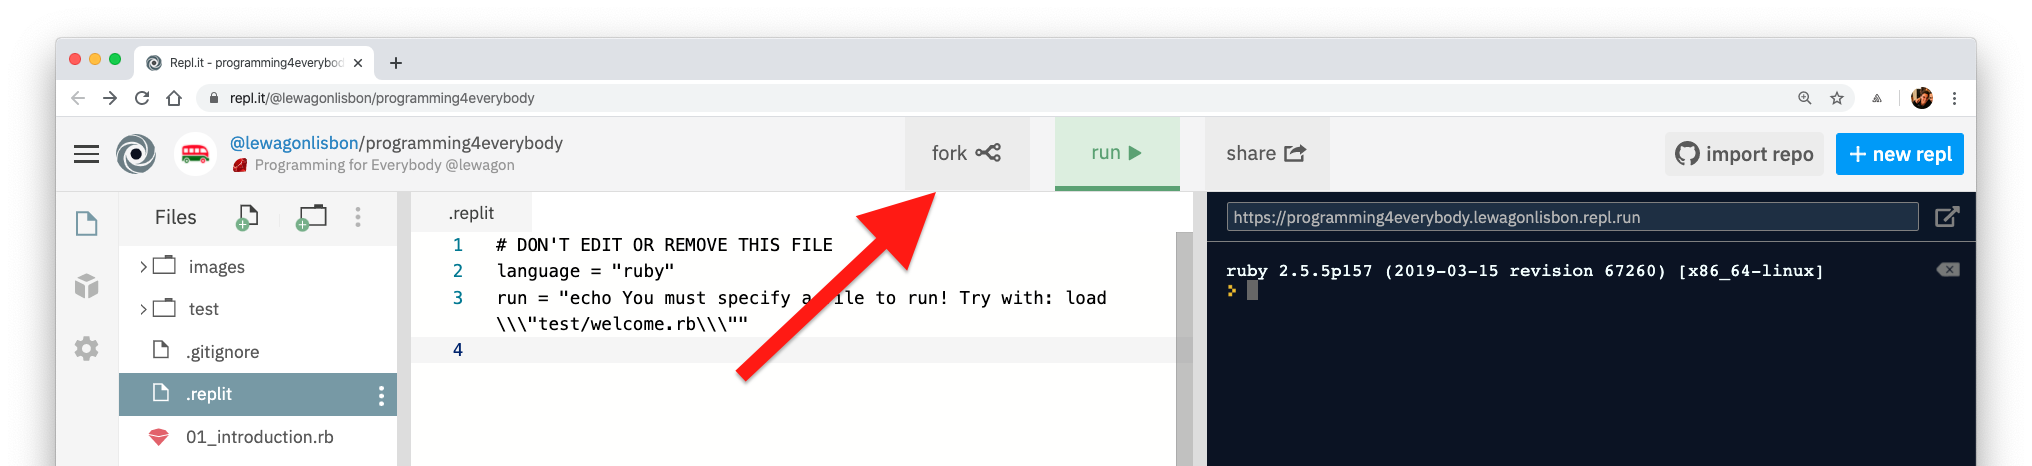 Repl.it - programming4everybod
repl.it/@lewagonlisbon/programming4everybody
@lewagonlisbon/programming4everybody
Programming for Everybody @lewagon
fork
run
share
import repo
+ new repl
Files
images
test
.gitignore
.replit
01_introduction.rb
.replit
1 # DON'T EDIT OR REMOVE THIS FILE
2 language = "ruby"
3 run = "echo You must specify a file to run! Try with: load
\\\"test/welcome.rb\\\""
4
https://programming4everybody.lewagonlisbon.repl.run
ruby 2.5.5p157 (2019-03-15 revision 67260) [x86_64-linux]